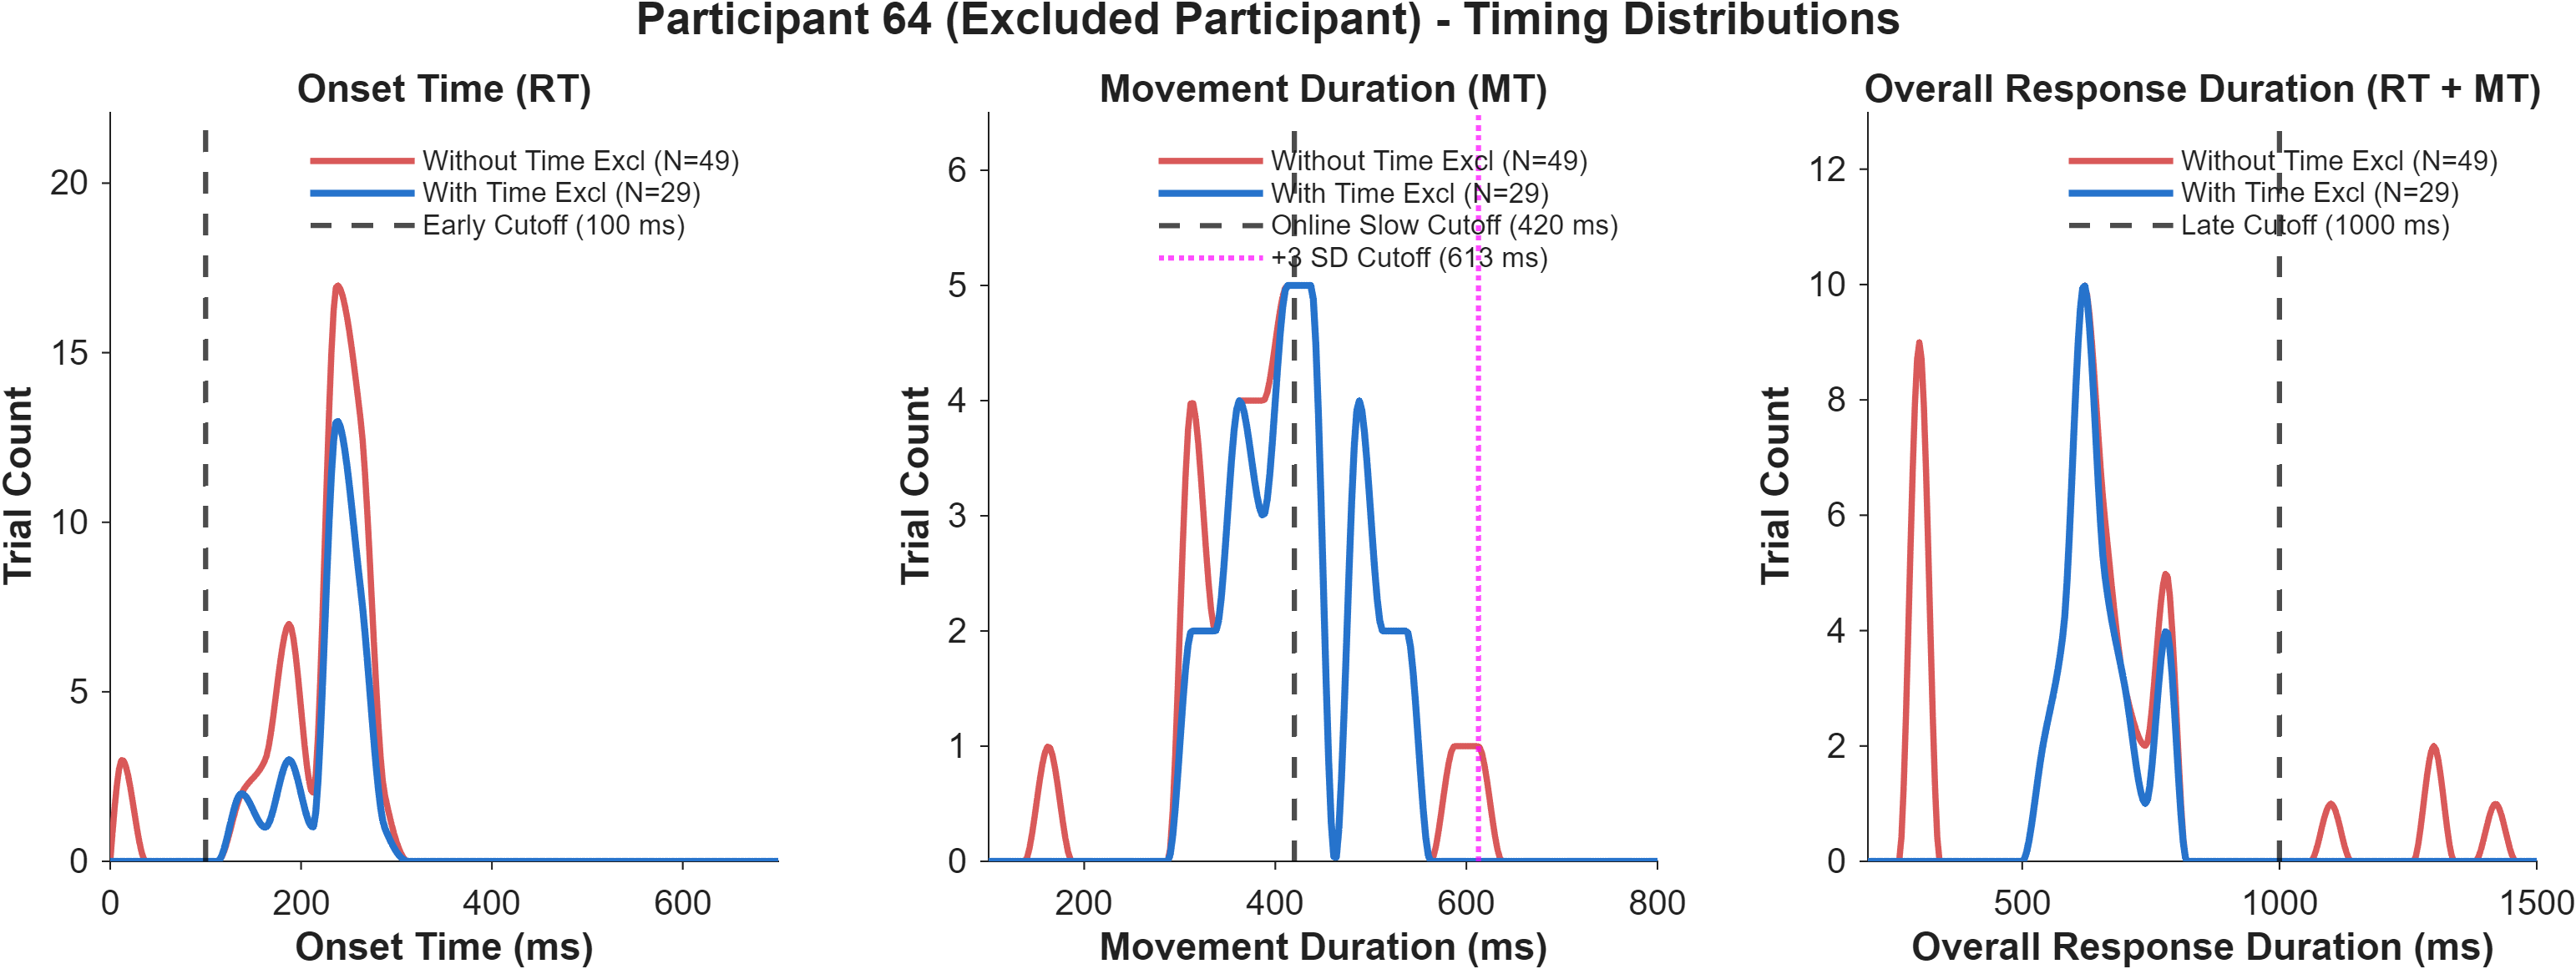 Participant 64 (Excluded Participant) - Timing Distributions
Onset Time (RT)
Without Time Excl (N=49)
With Time Excl (N=29)
Early Cutoff (100 ms)
Trial Count
20
15
10
5
0
0
200
400
600
Onset Time (ms)
Movement Duration (MT)
Without Time Excl (N=49)
With Time Excl (N=29)
Online Slow Cutoff (420 ms)
+3 SD Cutoff (613 ms)
Trial Count
6
5
4
3
2
1
0
200
400
600
800
Movement Duration (ms)
Overall Response Duration (RT + MT)
Without Time Excl (N=49)
With Time Excl (N=29)
Late Cutoff (1000 ms)
Trial Count
12
10
8
6
4
2
0
500
1000
1500
Overall Response Duration (ms)